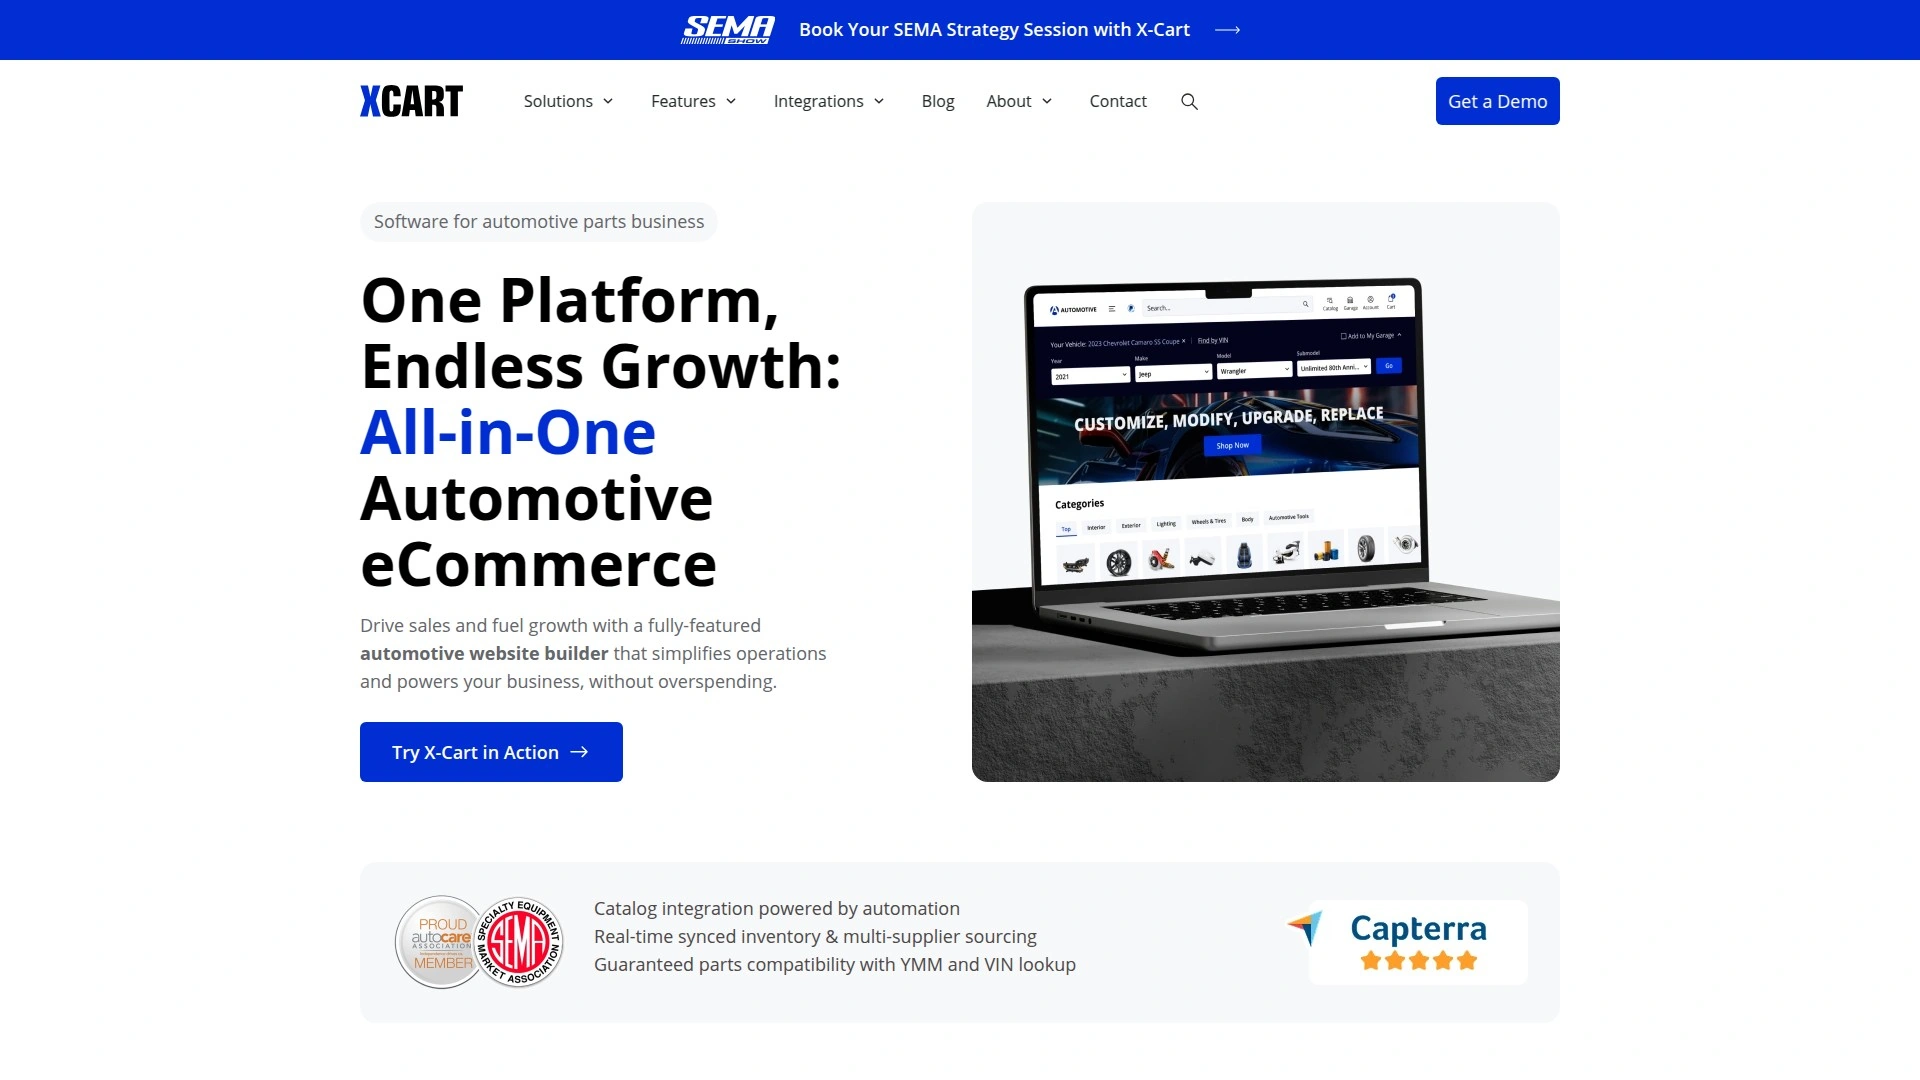 SEMA SHOW
Book Your SEMA Strategy Session with X-Cart
XCART
Solutions
Features
Integrations
Blog
About
Contact
Get a Demo
Software for automotive parts business
One Platform,
Endless Growth:
All-in-One
Automotive
eCommerce
Drive sales and fuel growth with a fully-featured
automotive website builder that simplifies operations
and powers your business, without overspending.
Try X-Cart in Action
AUTOMOTIVE
Search...
Catalog Garage Account Cart
Your Vehicle: 2023 Chevrolet Camaro SS Coupe × | Find by VIN
Add to My Garage
Year Make Model Submodel
2021 Jeep Wrangler Unlimited 80th Anni... Go
CUSTOMIZE, MODIFY, UPGRADE, REPLACE
Shop Now
Categories
Top Interior Exterior Lighting Wheels & Tires Body Automotive Tools
PROUD
autocare
ASSOCIATION
MEMBER
SPECIALTY EQUIPMENT
SEMA
MARKET ASSOCIATION
Catalog integration powered by automation
Real-time synced inventory & multi-supplier sourcing
Guaranteed parts compatibility with YMM and VIN lookup
Capterra